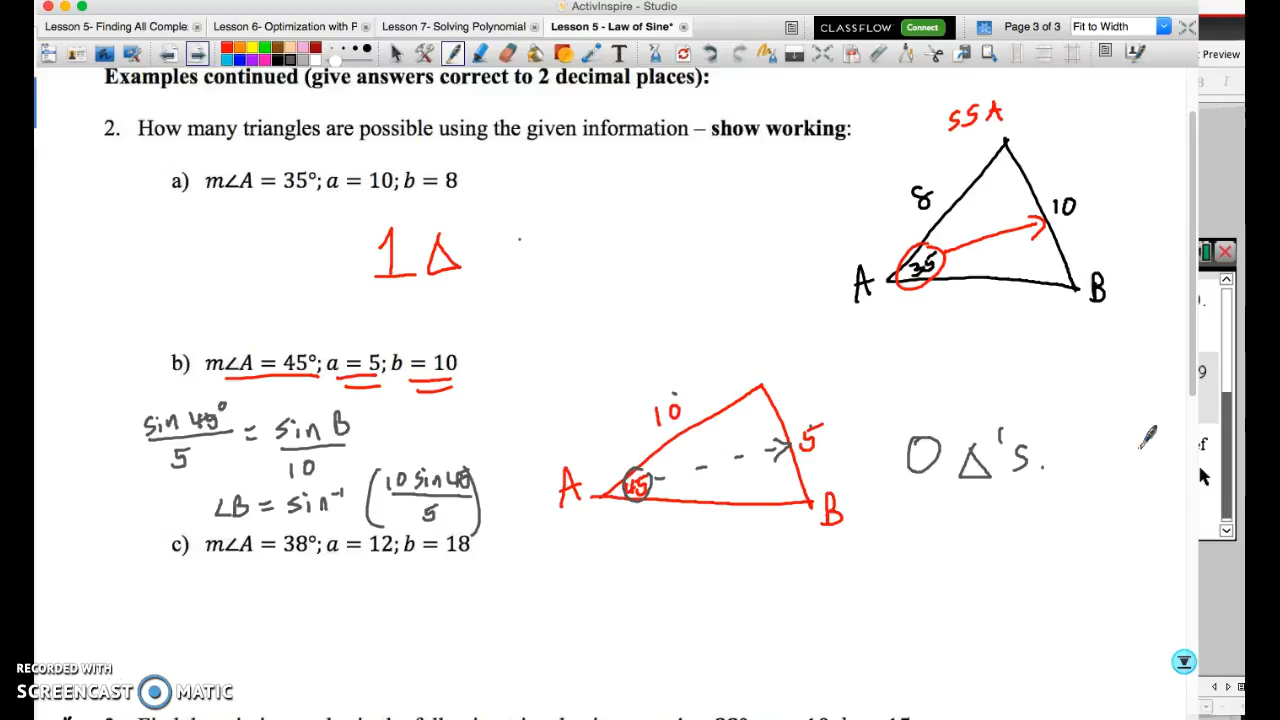 ActivInspire - Studio
Lesson 5- Finding All Comple
Lesson 6- Optimization with F
Lesson 7- Solving Polynomial
Lesson 5 - Law of Sine*
CLASSFLOW
Connect
Page 3 of 3
Fit to Width
Preview
Examples continued (give answers correct to 2 decimal places):
2. How many triangles are possible using the given information – show working:
SSA
a) m∠A = 35°; a = 10; b = 8
8
10
35
A
B
1 Δ
b) m∠A = 45°; a = 5; b = 10
sin 45° / 5 = sin B / 10
∠B = sin⁻¹ (10 sin 45 / 5)
10
5
45
A
B
0 Δ's.
c) m∠A = 38°; a = 12; b = 18
RECORDED WITH
SCREENCAST MATIC